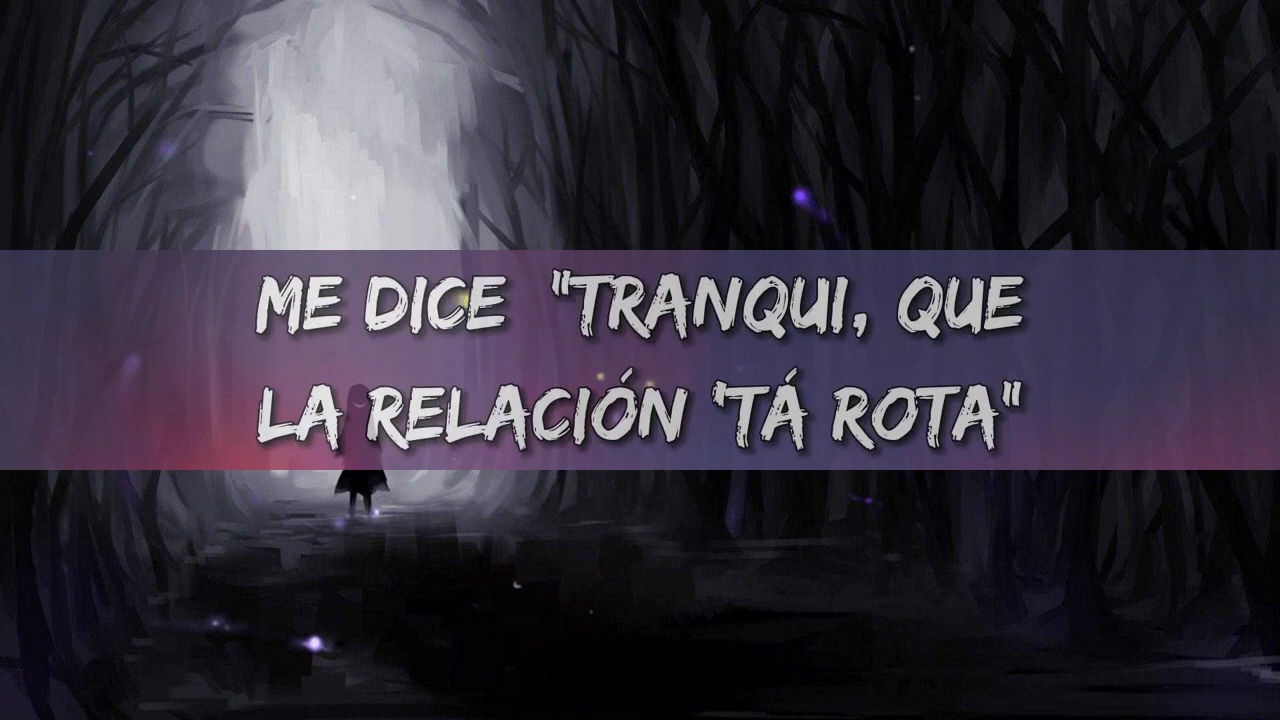 ME DICE "TRANQUI, QUE
LA RELACIÓN 'TÁ ROTA"